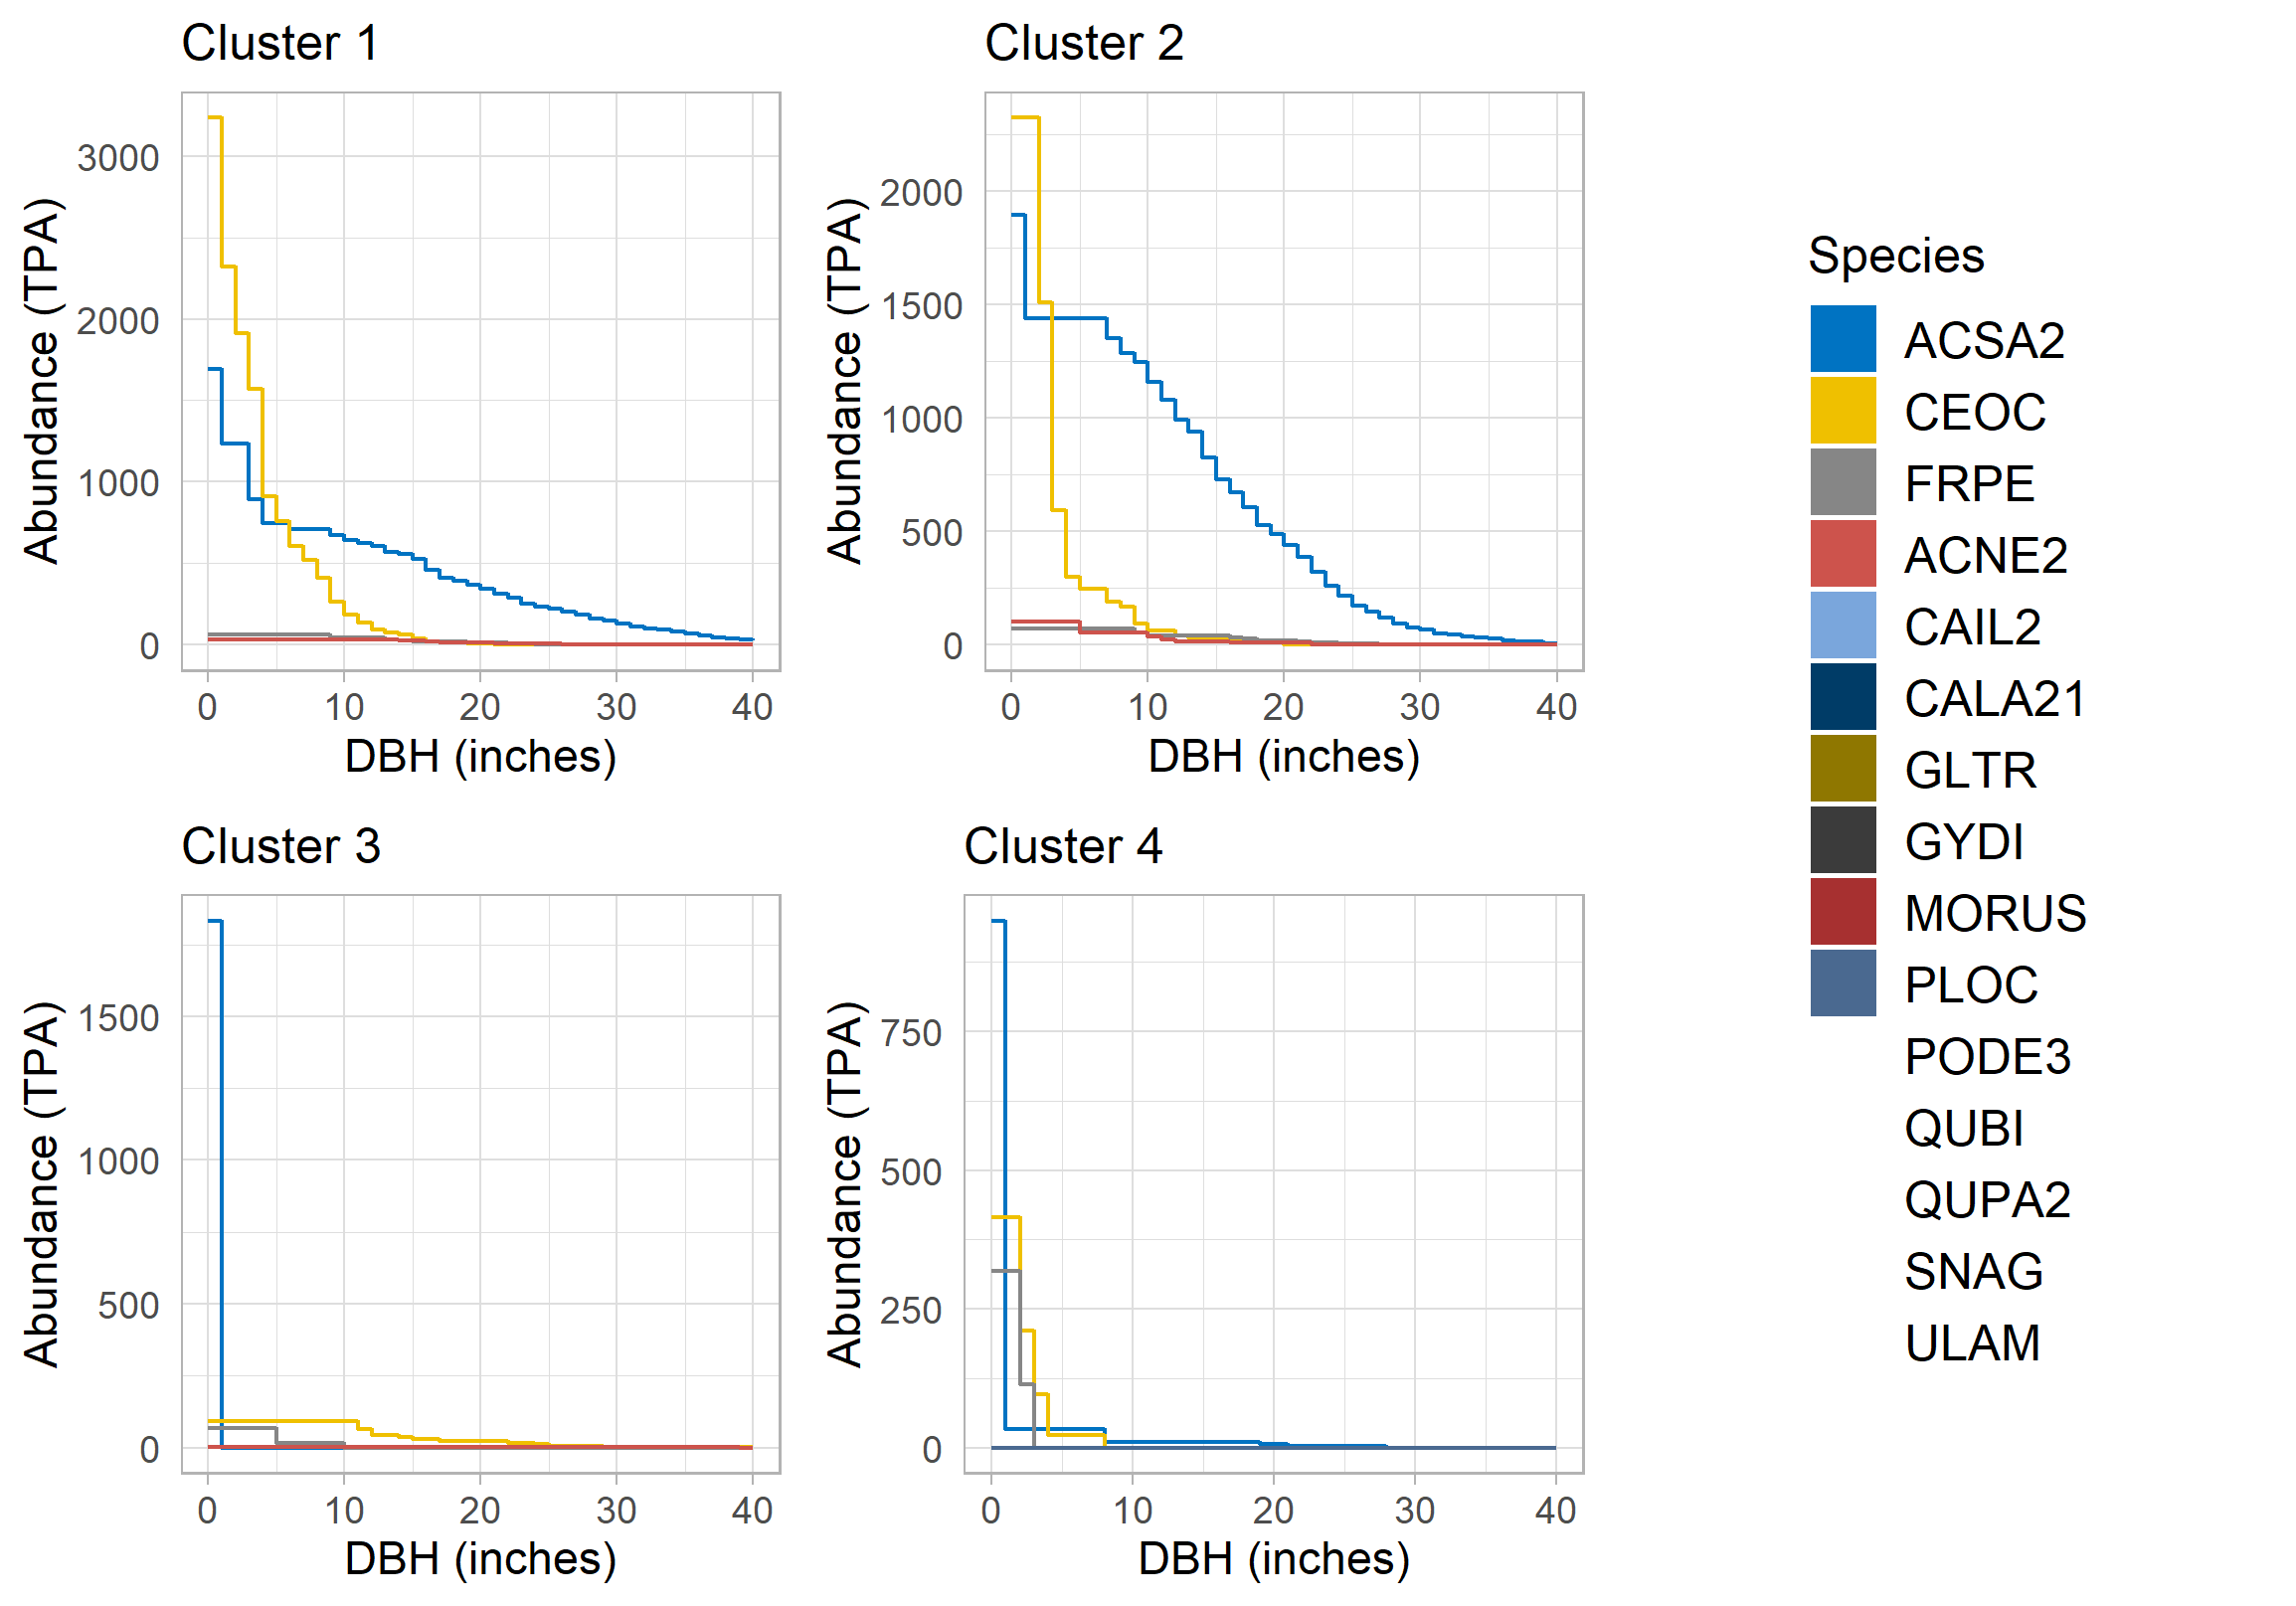 Cluster 1
Abundance (TPA)
3000
2000
1000
0
0 10 20 30 40
DBH (inches)
Cluster 2
Abundance (TPA)
2000
1500
1000
500
0
0 10 20 30 40
DBH (inches)
Cluster 3
Abundance (TPA)
1500
1000
500
0
0 10 20 30 40
DBH (inches)
Cluster 4
Abundance (TPA)
750
500
250
0
0 10 20 30 40
DBH (inches)
Species
ACSA2
CEOC
FRPE
ACNE2
CAIL2
CALA21
GLTR
GYDI
MORUS
PLOC
PODE3
QUBI
QUPA2
SNAG
ULAM